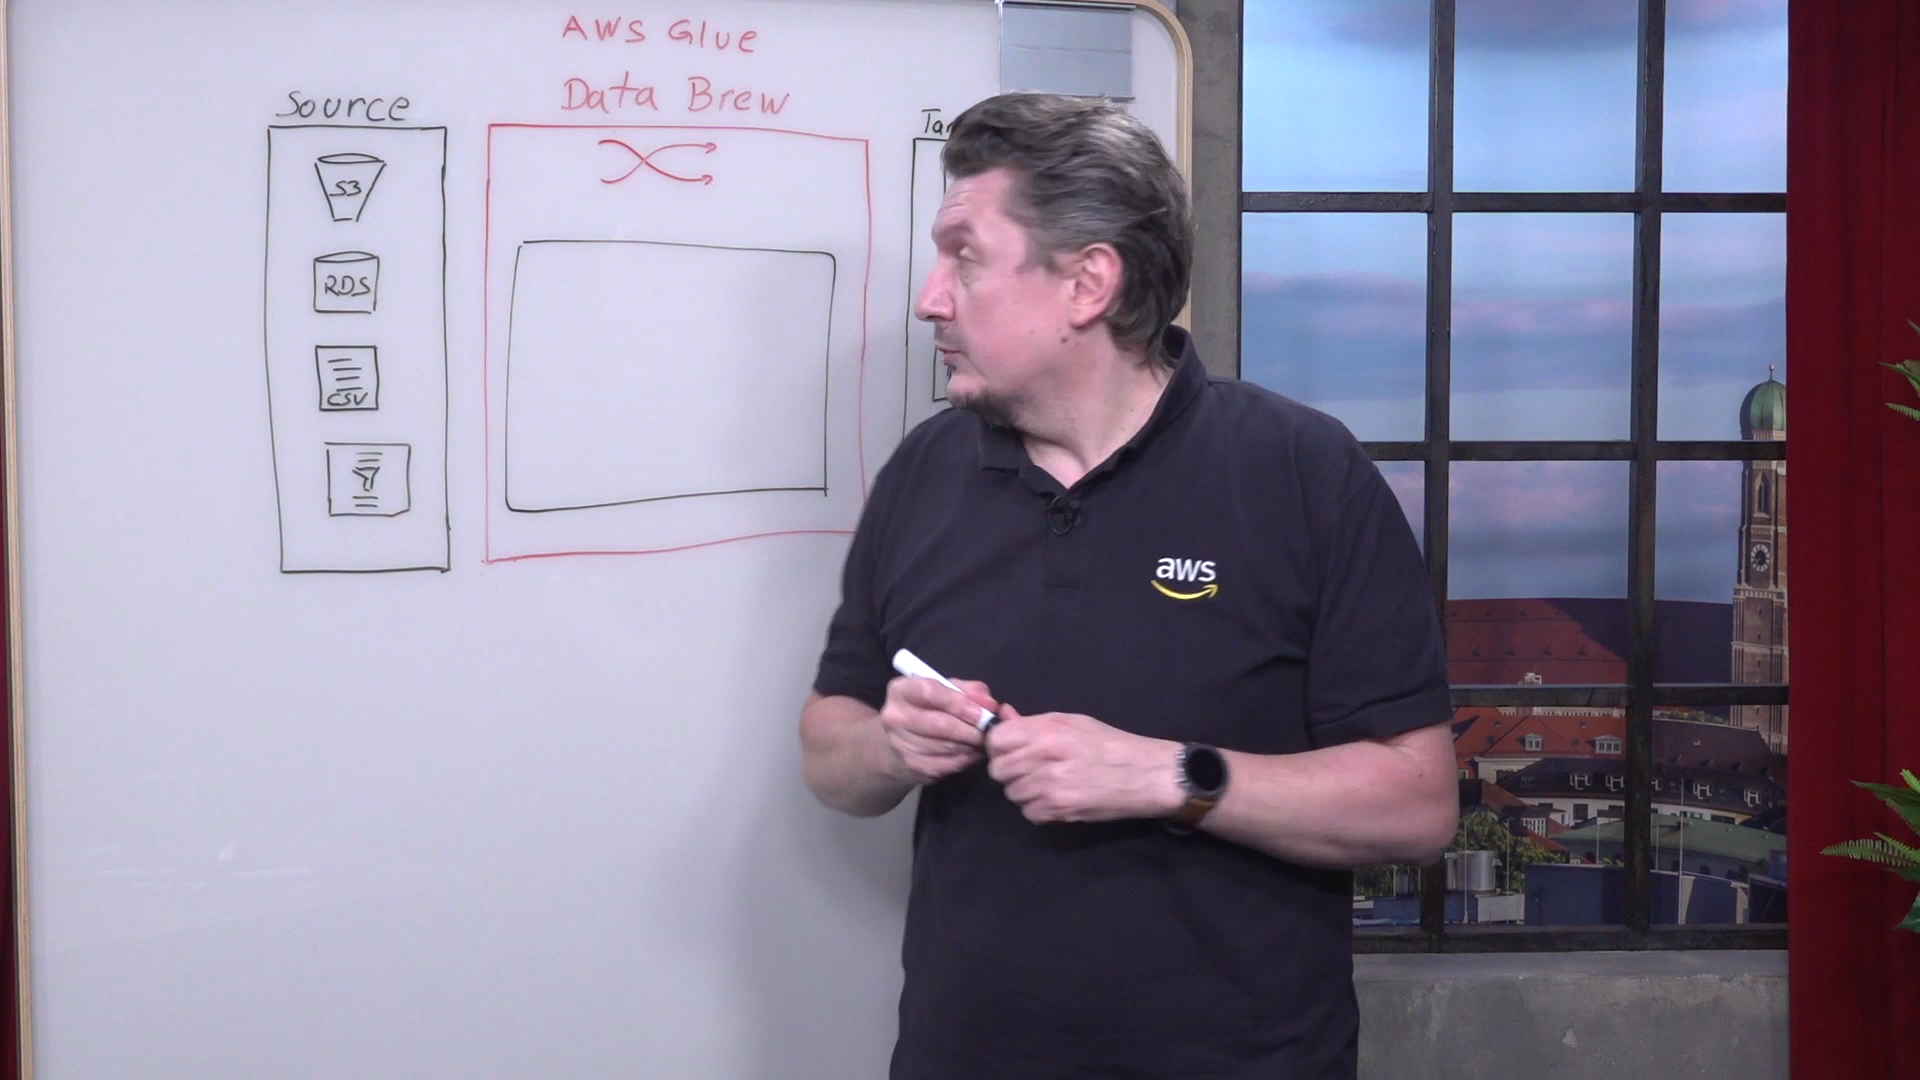 AWS Glue
Data Brew
Source
S3
RDS
CSV
aws